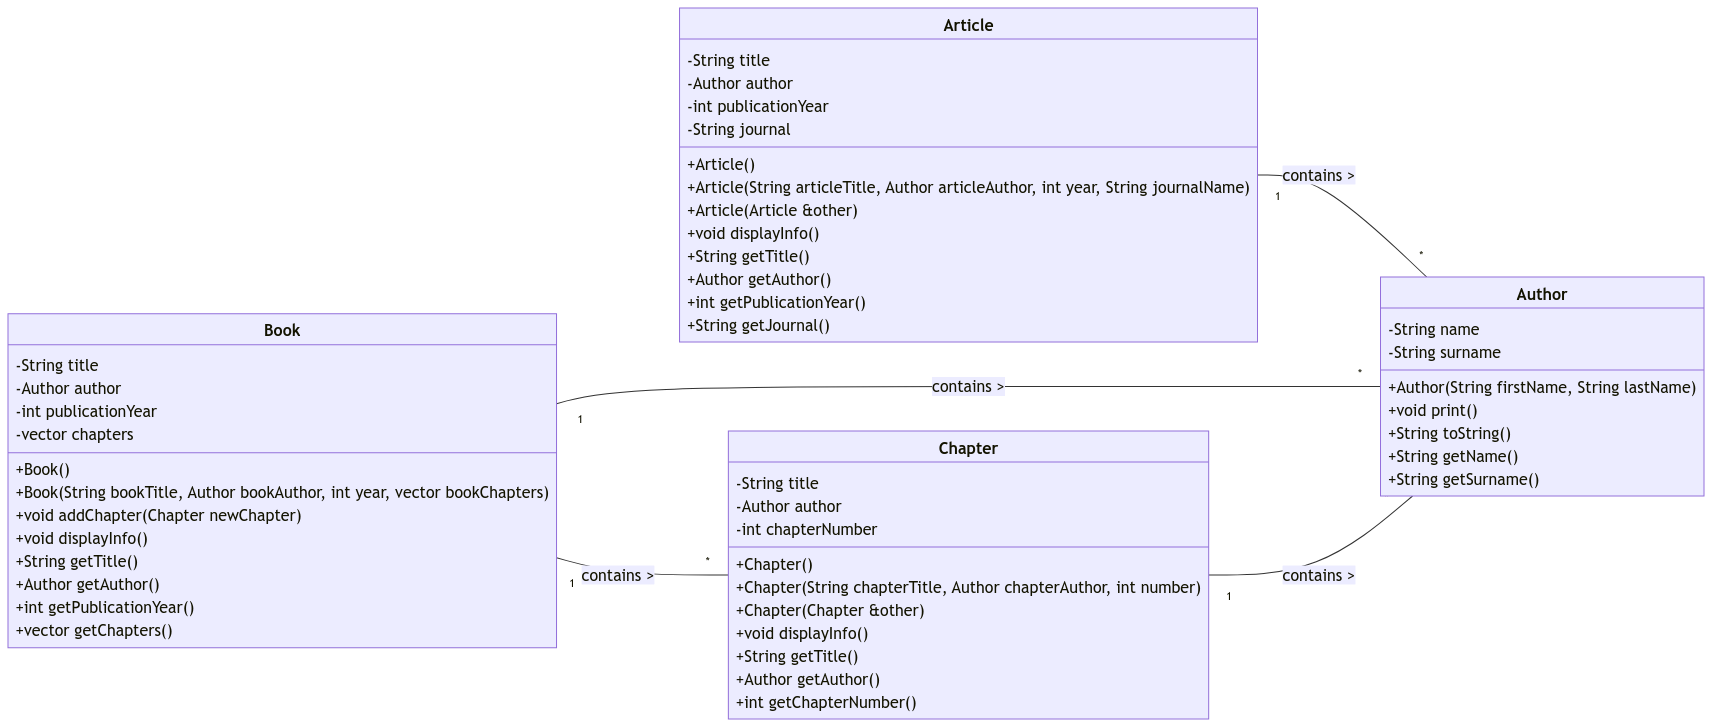 Article
-String title
-Author author
-int publicationYear
-String journal
+Article()
+Article(String articleTitle, Author articleAuthor, int year, String journalName)
+Article(Article &other)
+void displayInfo()
+String getTitle()
+Author getAuthor()
+int getPublicationYear()
+String getJournal()
contains >
1
*
Book
-String title
-Author author
-int publicationYear
-vector chapters
+Book()
+Book(String bookTitle, Author bookAuthor, int year, vector bookChapters)
+void addChapter(Chapter newChapter)
+void displayInfo()
+String getTitle()
+Author getAuthor()
+int getPublicationYear()
+vector getChapters()
contains >
1
*
contains >
1
*
Chapter
-String title
-Author author
-int chapterNumber
+Chapter()
+Chapter(String chapterTitle, Author chapterAuthor, int number)
+Chapter(Chapter &other)
+void displayInfo()
+String getTitle()
+Author getAuthor()
+int getChapterNumber()
contains >
1
Author
-String name
-String surname
+Author(String firstName, String lastName)
+void print()
+String toString()
+String getName()
+String getSurname()